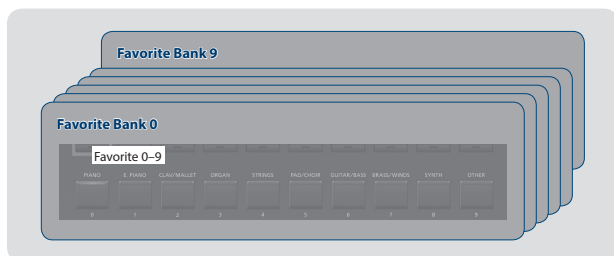 Favorite Bank 9
Favorite Bank 0
Favorite 0–9
PIANO E. PIANO CLAV/MALLET ORGAN STRINGS PAD/CHOIR GUITAR/BASS BRASS/WINDS SYNTH OTHER
0 1 2 3 4 5 6 7 8 9